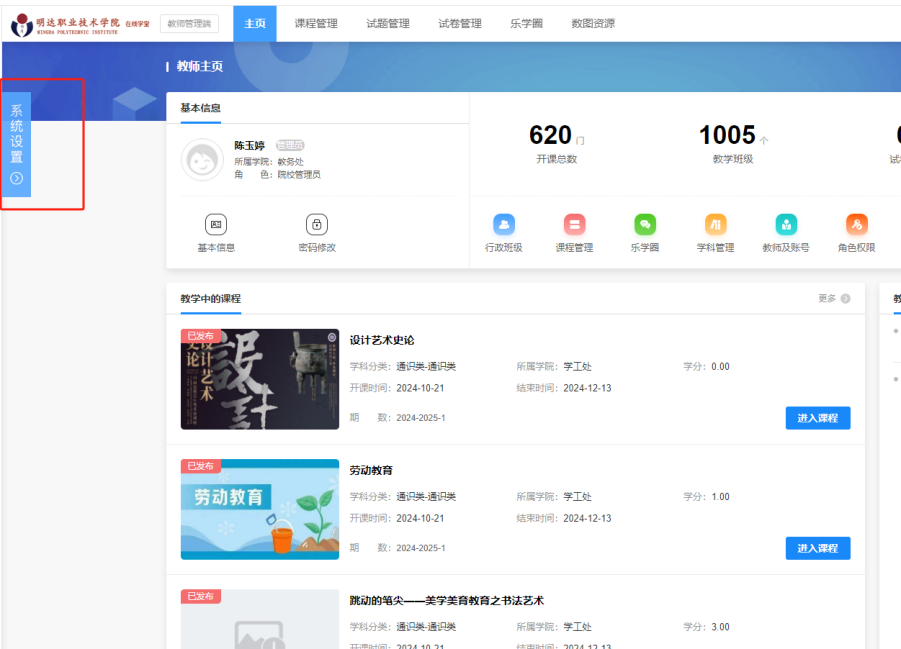 明达职业技术学院 在线学堂
MINGDA POLYTECHNIC INSTITUTE
教师管理端
主页
课程管理
试题管理
试卷管理
乐学圈
数图资源
教师主页
系统设置
基本信息
陈玉婷 管理员
所属学院：教务处
角 色：院校管理员
基本信息
密码修改
620 门
开课总数
1005 个
教学班级
行政班级
课程管理
乐学圈
学科管理
教师及账号
角色权限
教学中的课程
更多
已发布
设计艺术史论
学科分类：通识类-通识类 所属学院：学工处 学分：0.00
开课时间：2024-10-21 结束时间：2024-12-13
期 数：2024-2025-1
进入课程
已发布
劳动教育
劳动教育
学科分类：通识类-通识类 所属学院：学工处 学分：1.00
开课时间：2024-10-21 结束时间：2024-12-13
期 数：2024-2025-1
进入课程
已发布
跳动的笔尖——美学美育教育之书法艺术
学科分类：通识类-通识类 所属学院：学工处 学分：3.00
开课时间：2024-10-21 结束时间：2024-12-13